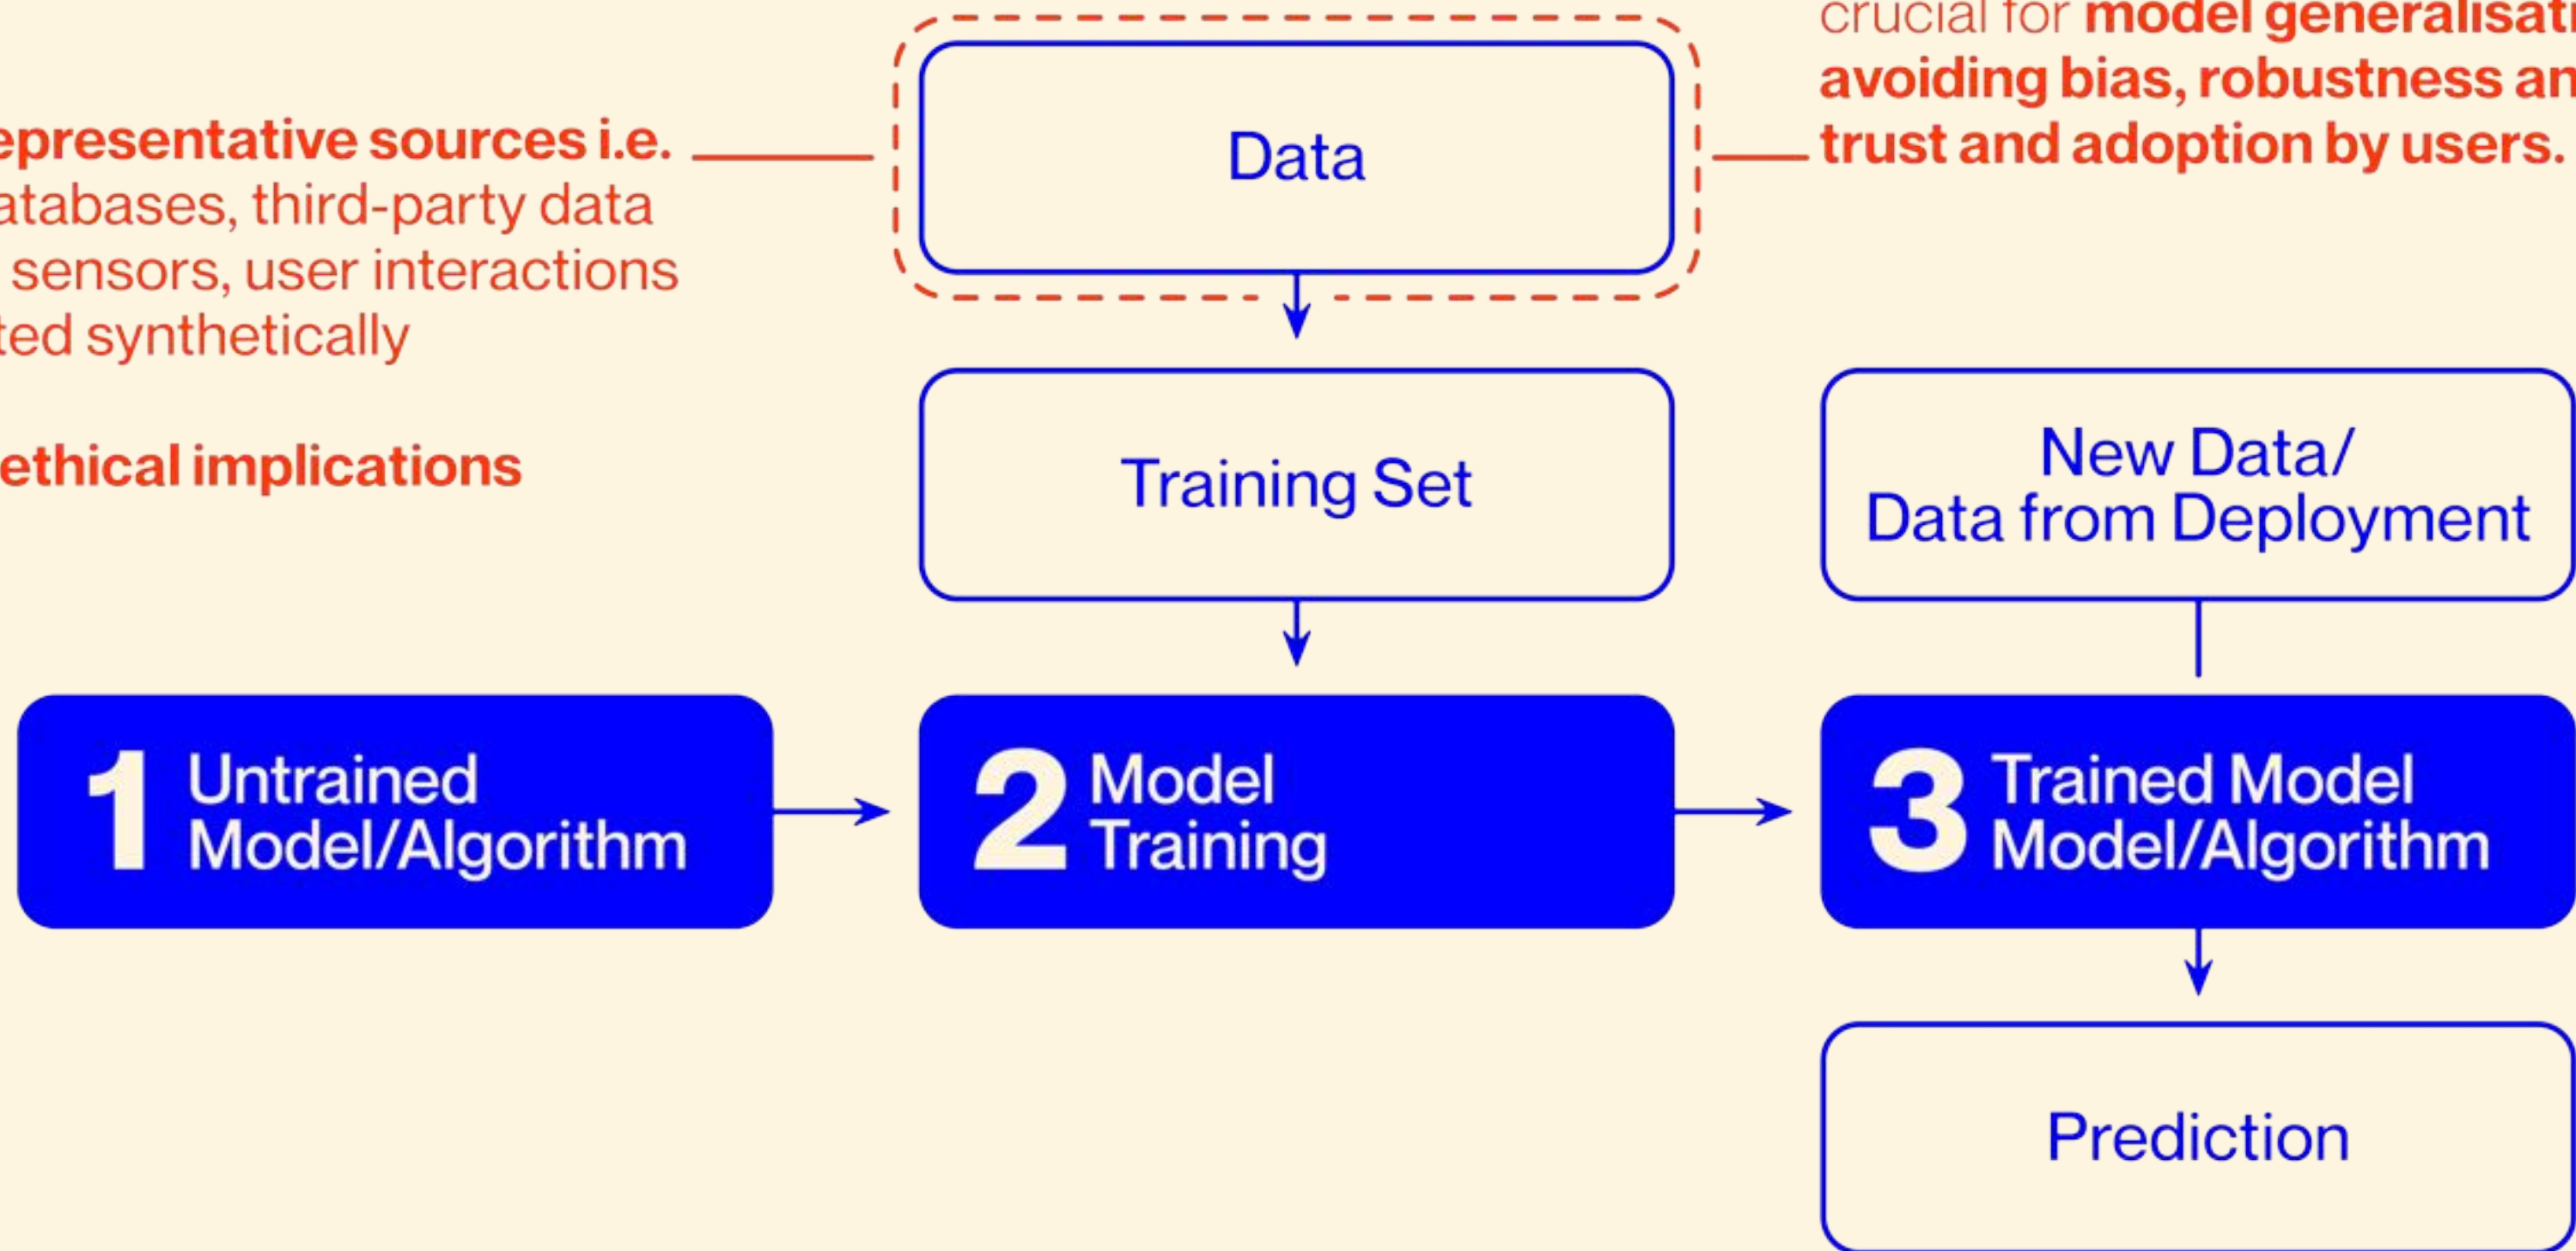 crucial for model generalisati
avoiding bias, robustness an
trust and adoption by users.
epresentative sources i.e.
atabases, third-party data
sensors, user interactions
ted synthetically
ethical implications
Data
Training Set
New Data/
Data from Deployment
1 Untrained
Model/Algorithm
2 Model
Training
3 Trained Model
Model/Algorithm
Prediction